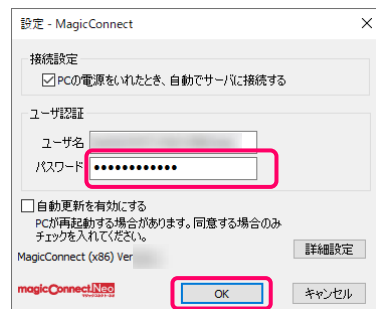 設定 - MagicConnect
接続設定
PCの電源をいれたとき、自動でサーバに接続する
ユーザ認証
ユーザ名
パスワード ••••••••••••
自動更新を有効にする
PCが再起動する場合があります。同意する場合のみ
チェックを入れてください。
MagicConnect (x86) Ver
詳細設定
magicConnect Neo
OK
キャンセル